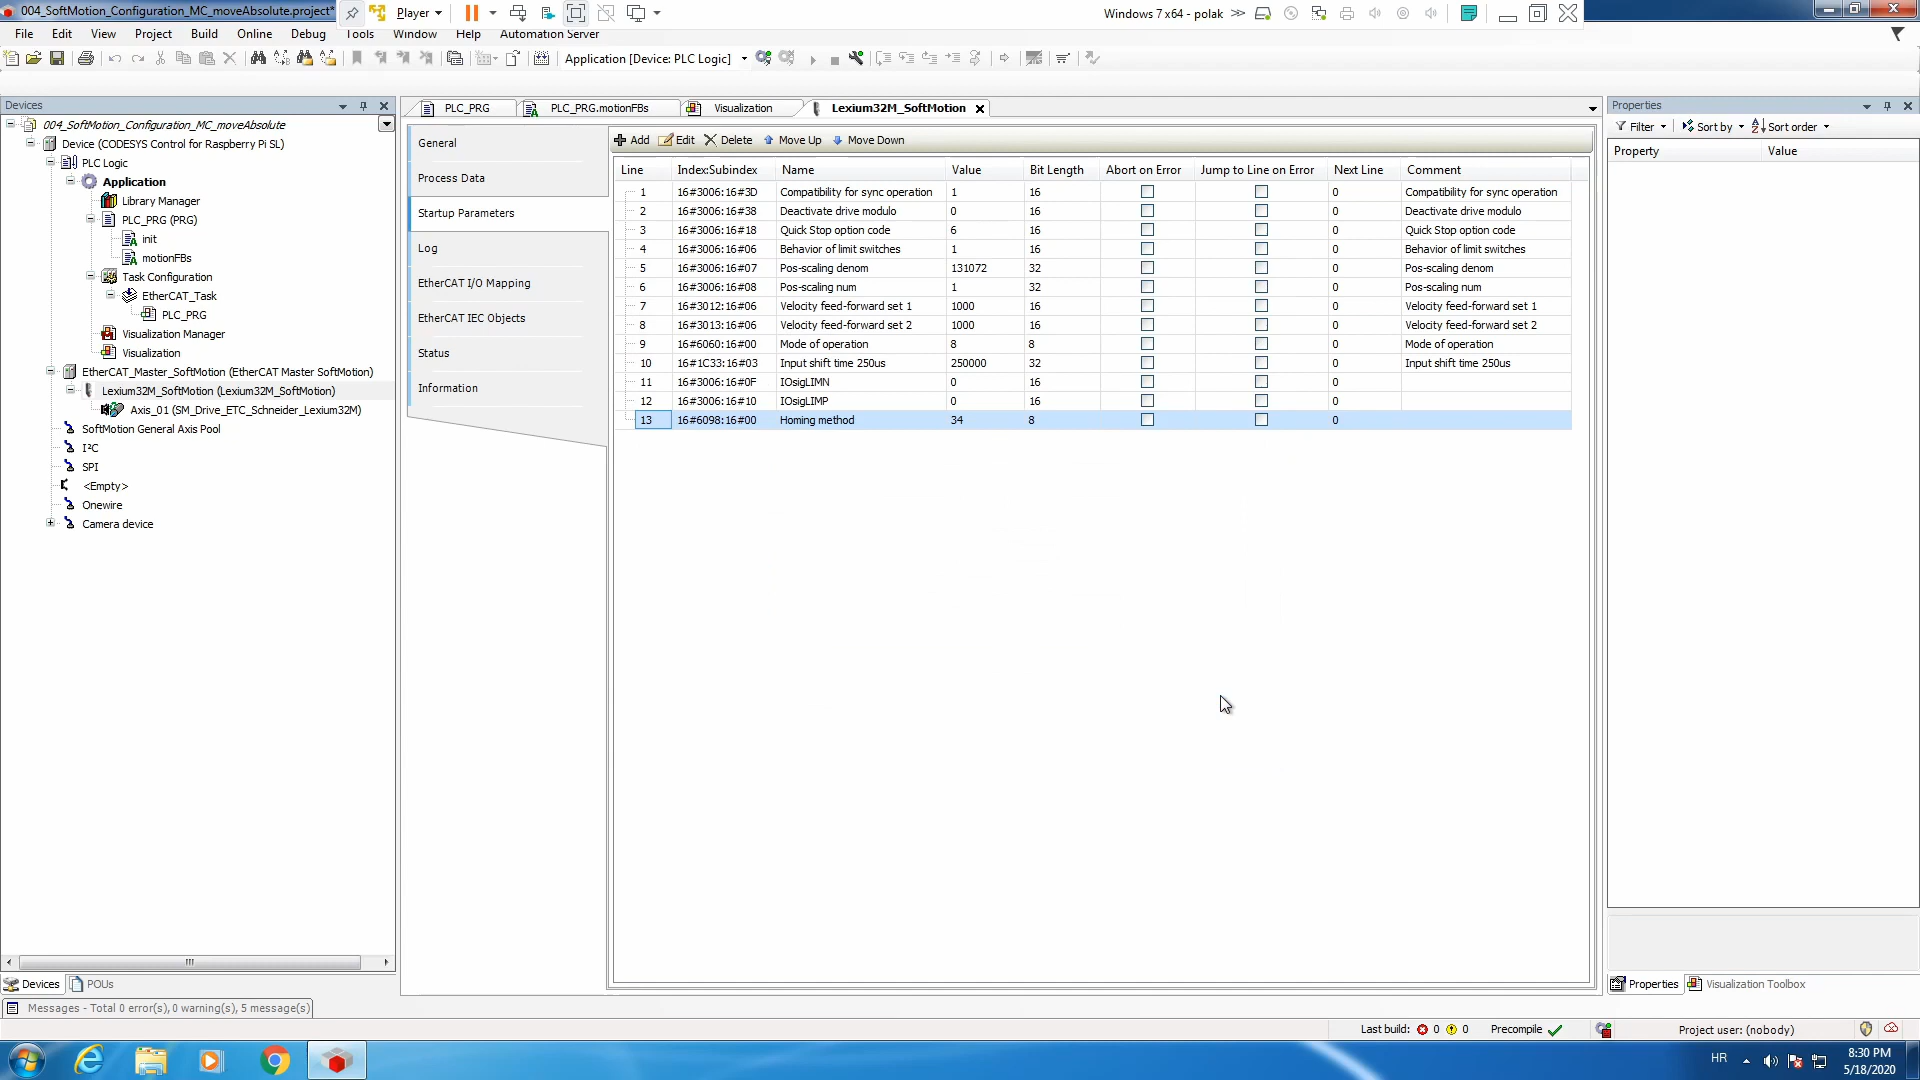 004_SoftMotion_Configuration_MC_moveAbsolute.project*
Player
Windows 7 x64 - polak
File Edit View Project Build Online Debug Tools Window Help Automation Server
Application [Device: PLC Logic]
Devices
004_SoftMotion_Configuration_MC_moveAbsolute
Device (CODESYS Control for Raspberry Pi SL)
PLC Logic
Application
Library Manager
PLC_PRG (PRG)
init
motionFBs
Task Configuration
EtherCAT_Task
PLC_PRG
Visualization Manager
Visualization
EtherCAT_Master_SoftMotion (EtherCAT Master SoftMotion)
Lexium32M_SoftMotion (Lexium32M_SoftMotion)
Axis_01 (SM_Drive_ETC_Schneider_Lexium32M)
SoftMotion General Axis Pool
I²C
SPI
<Empty>
Onewire
Camera device
Devices POUs
PLC_PRG PLC_PRG.motionFBs Visualization Lexium32M_SoftMotion
General
Process Data
Startup Parameters
Log
EtherCAT I/O Mapping
EtherCAT IEC Objects
Status
Information
Add Edit Delete Move Up Move Down
Line Index:Subindex Name Value Bit Length Abort on Error Jump to Line on Error Next Line Comment
1 16#3006:16#3D Compatibility for sync operation 1 16 0 Compatibility for sync operation
2 16#3006:16#38 Deactivate drive modulo 0 16 0 Deactivate drive modulo
3 16#3006:16#18 Quick Stop option code 6 16 0 Quick Stop option code
4 16#3006:16#06 Behavior of limit switches 1 16 0 Behavior of limit switches
5 16#3006:16#07 Pos-scaling denom 131072 32 0 Pos-scaling denom
6 16#3006:16#08 Pos-scaling num 1 32 0 Pos-scaling num
7 16#3012:16#06 Velocity feed-forward set 1 1000 16 0 Velocity feed-forward set 1
8 16#3013:16#06 Velocity feed-forward set 2 1000 16 0 Velocity feed-forward set 2
9 16#6060:16#00 Mode of operation 8 8 0 Mode of operation
10 16#1C33:16#03 Input shift time 250us 250000 32 0 Input shift time 250us
11 16#3006:16#0F IOsigLIMN 0 16 0
12 16#3006:16#10 IOsigLIMP 0 16 0
13 16#6098:16#00 Homing method 34 8 0
Properties
Filter Sort by Sort order
Property Value
Properties Visualization Toolbox
Messages - Total 0 error(s), 0 warning(s), 5 message(s)
Last build: 0 0 Precompile Project user: (nobody)
HR
8:30 PM
5/18/2020